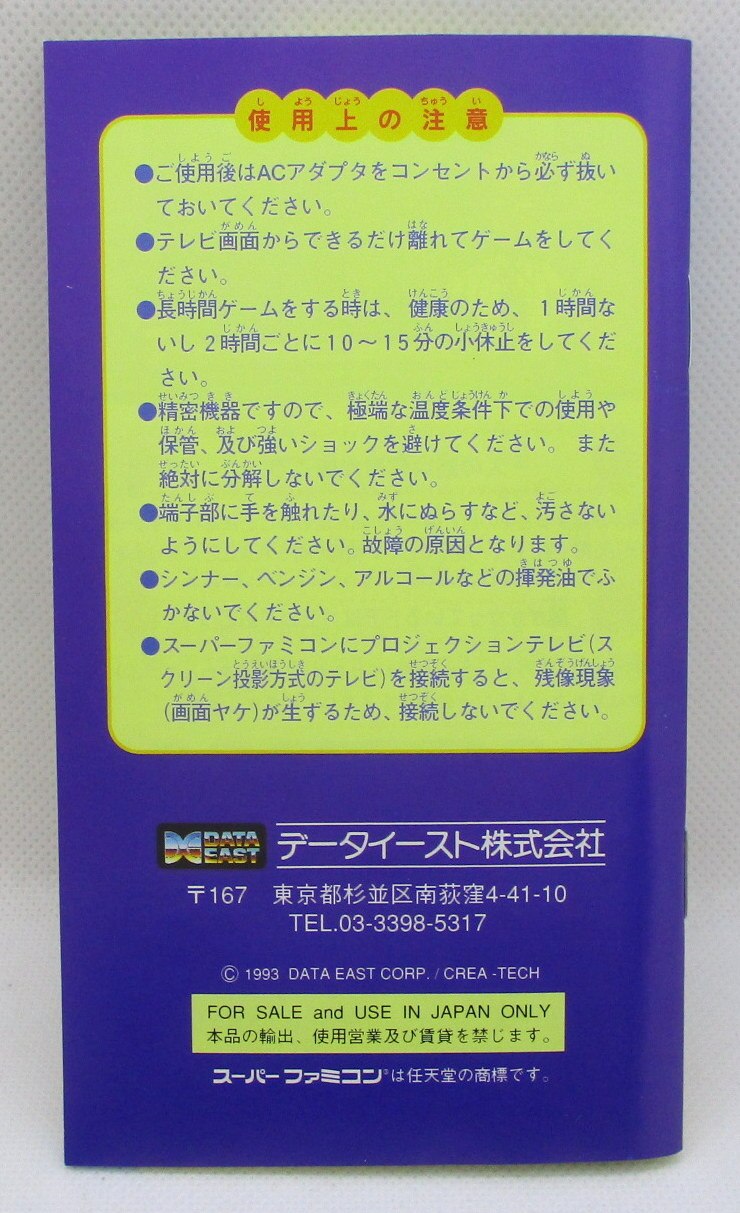 使用上の注意
●ご使用後はACアダプタをコンセントから必ず抜い
ておいてください。
●テレビ画面からできるだけ離れてゲームをしてく
ださい。
●長時間ゲームをする時は、健康のため、1時間な
いし2時間ごとに10～15分の小休止をしてくだ
さい。
●精密機器ですので、極端な温度条件下での使用や
保管、及び強いショックを避けてください。また
絶対に分解しないでください。
●端子部に手を触れたり、水にぬらすなど、汚さない
ようにしてください。故障の原因となります。
●シンナー、ベンジン、アルコールなどの揮発油でふ
かないでください。
●スーパーファミコンにプロジェクションテレビ(ス
クリーン投影方式のテレビ)を接続すると、残像現象
(画面ヤケ)が生ずるため、接続しないでください。
DATA EAST データイースト株式会社
〒167 東京都杉並区南荻窪4-41-10
TEL.03-3398-5317
© 1993 DATA EAST CORP. / CREA -TECH
FOR SALE and USE IN JAPAN ONLY
本品の輸出、使用営業及び賃貸を禁じます。
スーパーファミコン®は任天堂の商標です。